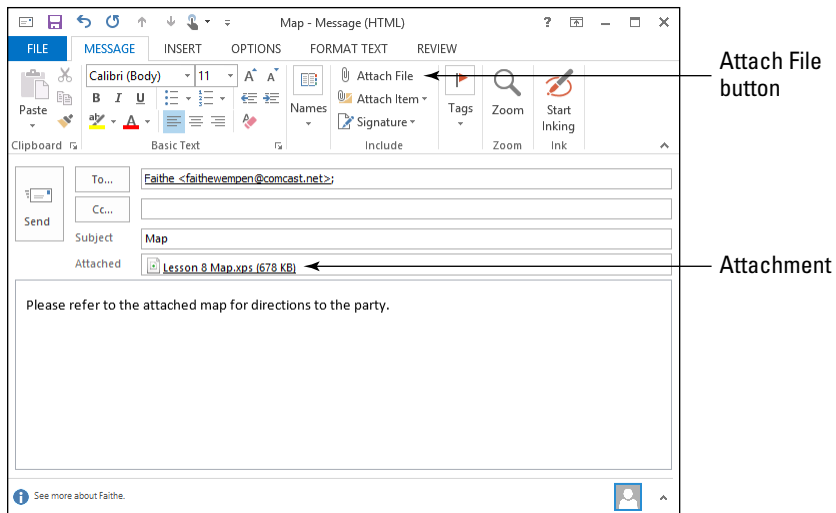 Map - Message (HTML)
?
FILE MESSAGE INSERT OPTIONS FORMAT TEXT REVIEW
Paste
Clipboard
Calibri (Body) 11 A A
B I U
aby A
Basic Text
Names
Attach File
Attach Item
Signature
Include
Tags
Zoom
Zoom
Start
Inking
Ink
Attach File
button
Send
To... Faithe <faithewempen@comcast.net>;
Cc...
Subject Map
Attached Lesson 8 Map.xps (678 KB)
Attachment
Please refer to the attached map for directions to the party.
See more about Faithe.